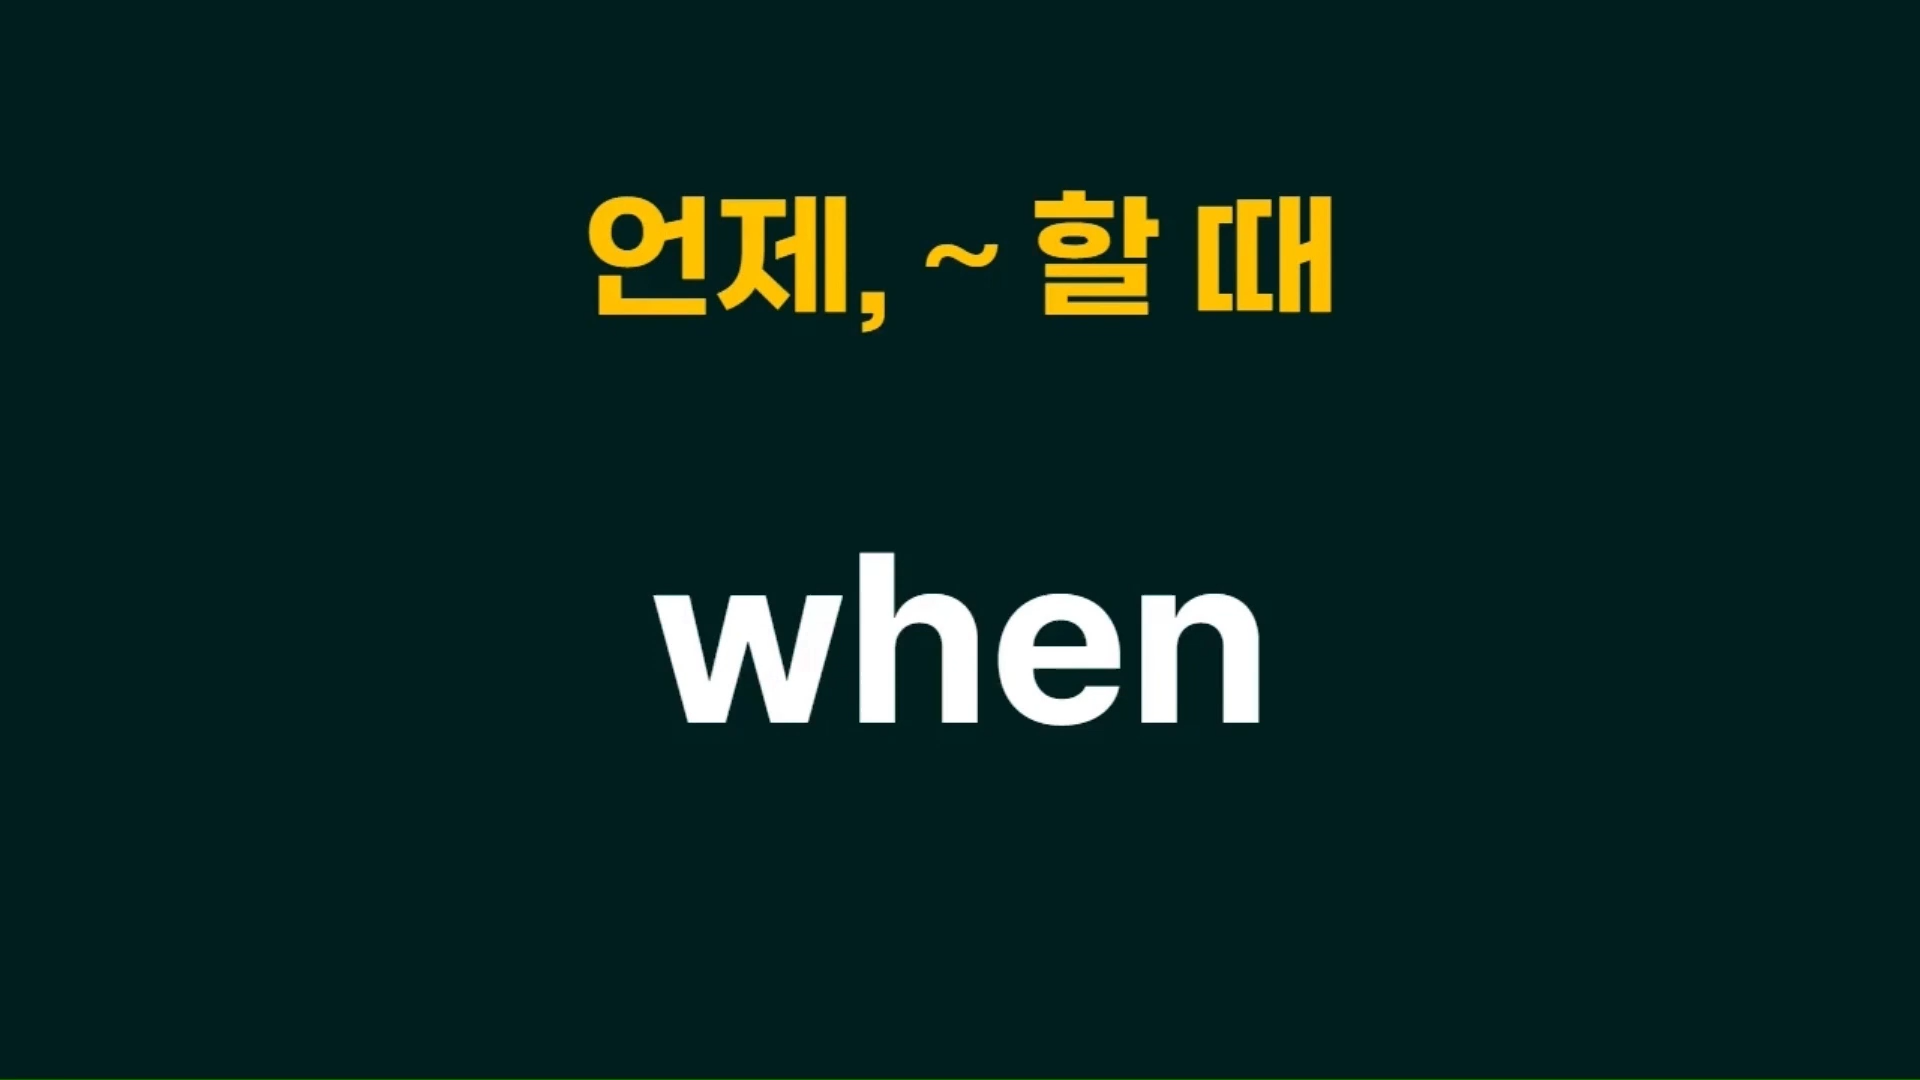 언제, ~ 할 때
when